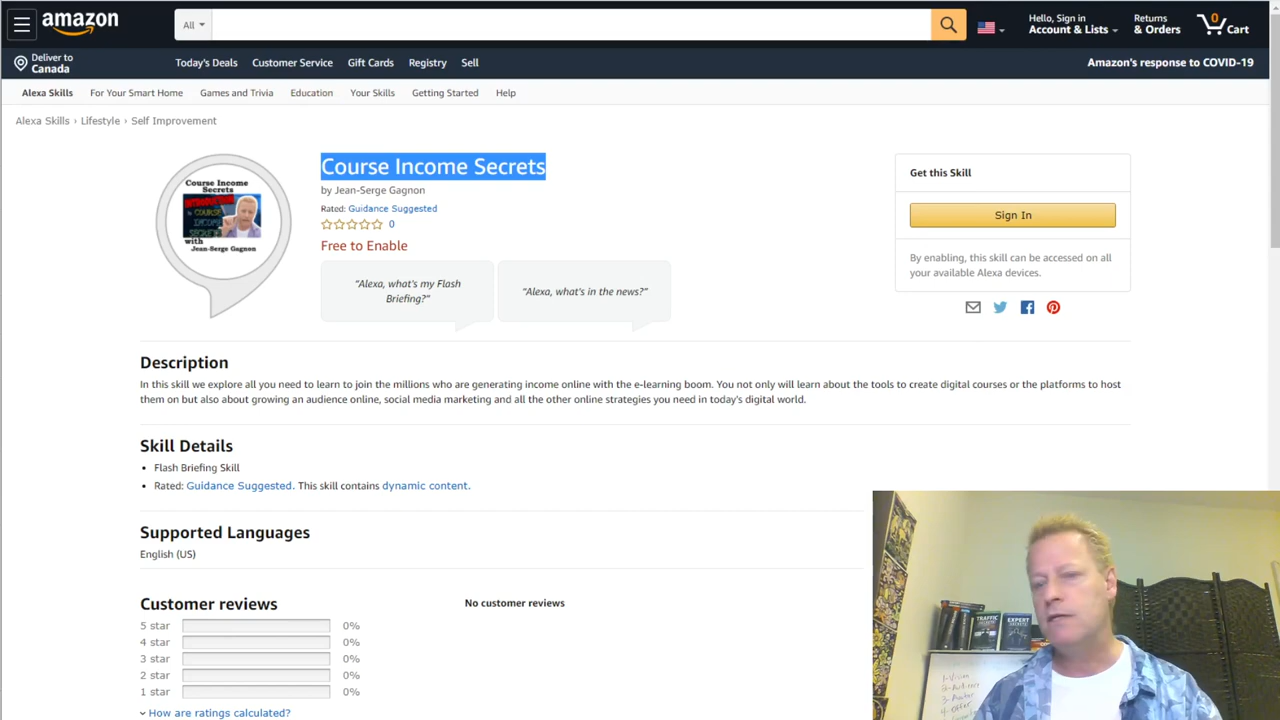 amazon
All
Hello, Sign in
Account & Lists
Returns
& Orders
0
Cart
Deliver to
Canada
Today's Deals
Customer Service
Gift Cards
Registry
Sell
Amazon's response to COVID-19
Alexa Skills
For Your Smart Home
Games and Trivia
Education
Your Skills
Getting Started
Help
Alexa Skills › Lifestyle › Self Improvement
Course Income
Secrets
INTRODUCTION
to COURSE
INCOME
SECRETS
with
Jean-Serge Gagnon
Course Income Secrets
by Jean-Serge Gagnon
Rated: Guidance Suggested
0
Free to Enable
"Alexa, what's my Flash
Briefing?"
"Alexa, what's in the news?"
Get this Skill
Sign In
By enabling, this skill can be accessed on all
your available Alexa devices.
Description
In this skill we explore all you need to learn to join the millions who are generating income online with the e-learning boom. You not only will learn about the tools to create digital courses or the platforms to host
them on but also about growing an audience online, social media marketing and all the other online strategies you need in today's digital world.
Skill Details
• Flash Briefing Skill
• Rated: Guidance Suggested. This skill contains dynamic content.
Supported Languages
English (US)
Customer reviews
No customer reviews
5 star 0%
4 star 0%
3 star 0%
2 star 0%
1 star 0%
How are ratings calculated?
TRAFFIC
SECRETS
EXPERT
SECRETS
1-Vision